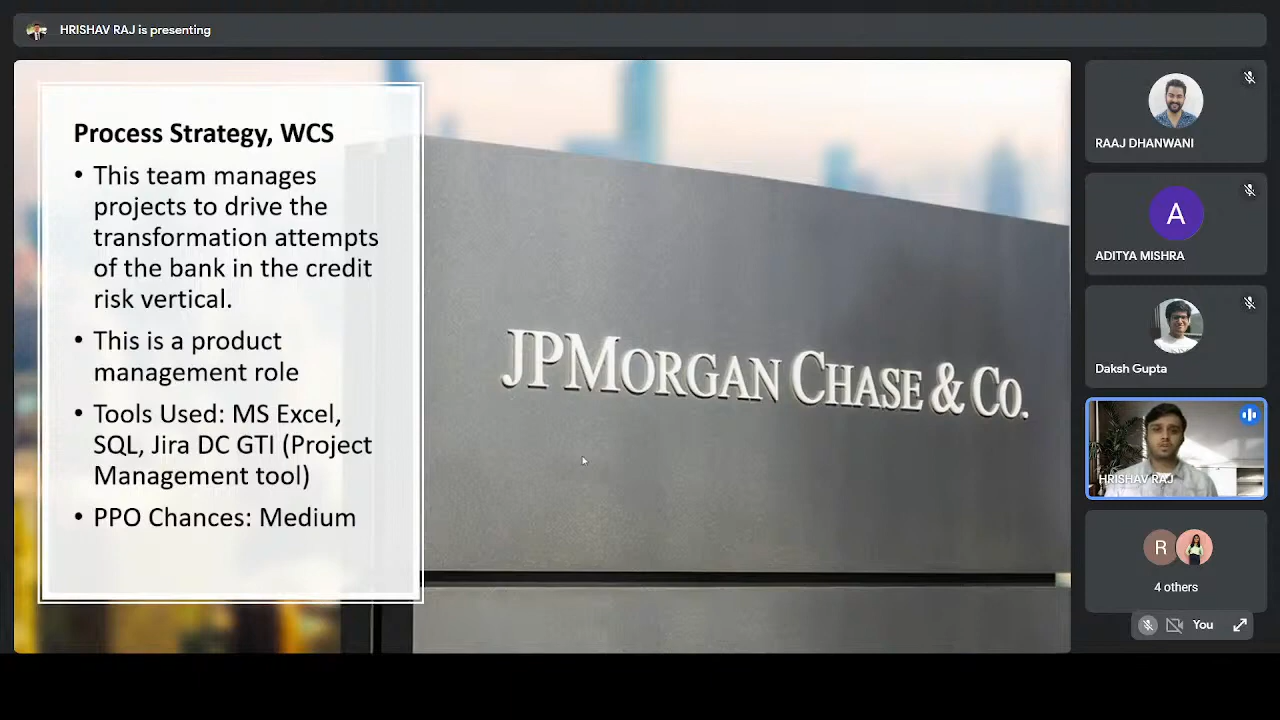 HRISHAV RAJ is presenting
Process Strategy, WCS
• This team manages
projects to drive the
transformation attempts
of the bank in the credit
risk vertical.
• This is a product
management role
• Tools Used: MS Excel,
SQL, Jira DC GTI (Project
Management tool)
• PPO Chances: Medium
JPMORGAN CHASE & CO.
RAAJ DHANWANI
A
ADITYA MISHRA
Daksh Gupta
HRISHAV RAJ
R
4 others
You